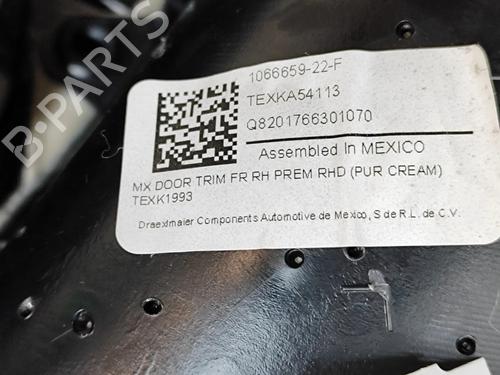 1066659-22-F
TEXKA54113
Q8201766301070
Assembled In MEXICO
MX DOOR TRIM FR RH PREM RHD (PUR CREAM)
TEXK1993
Draexlmaier Components Automotive de Mexico, S de R.L. de C.V.
B-PARTS